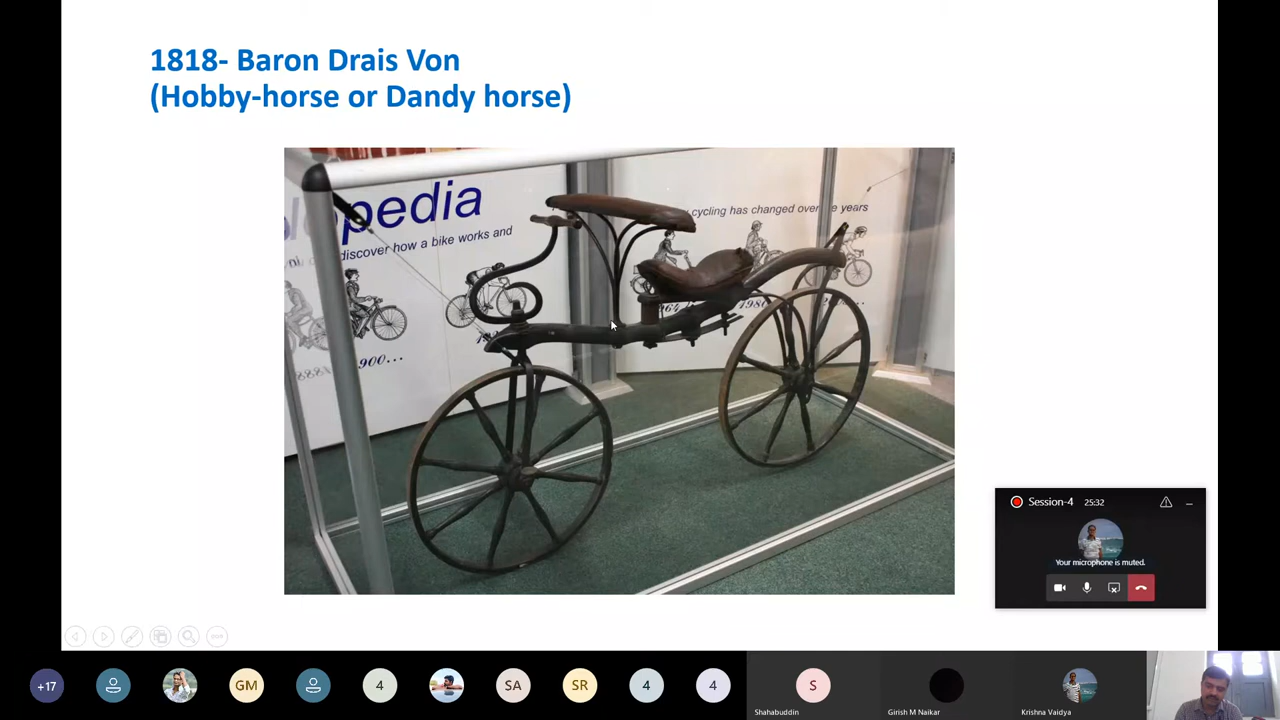 1818- Baron Drais Von
(Hobby-horse or Dandy horse)
pedia
discover how a bike works and
cycling has changed over the years
1900...
Session-4 25:32
Your microphone is muted.
+17
GM
4
SA
SR
4
4
S
Shahabuddin
Girish M Naikar
Krishna Vaidya